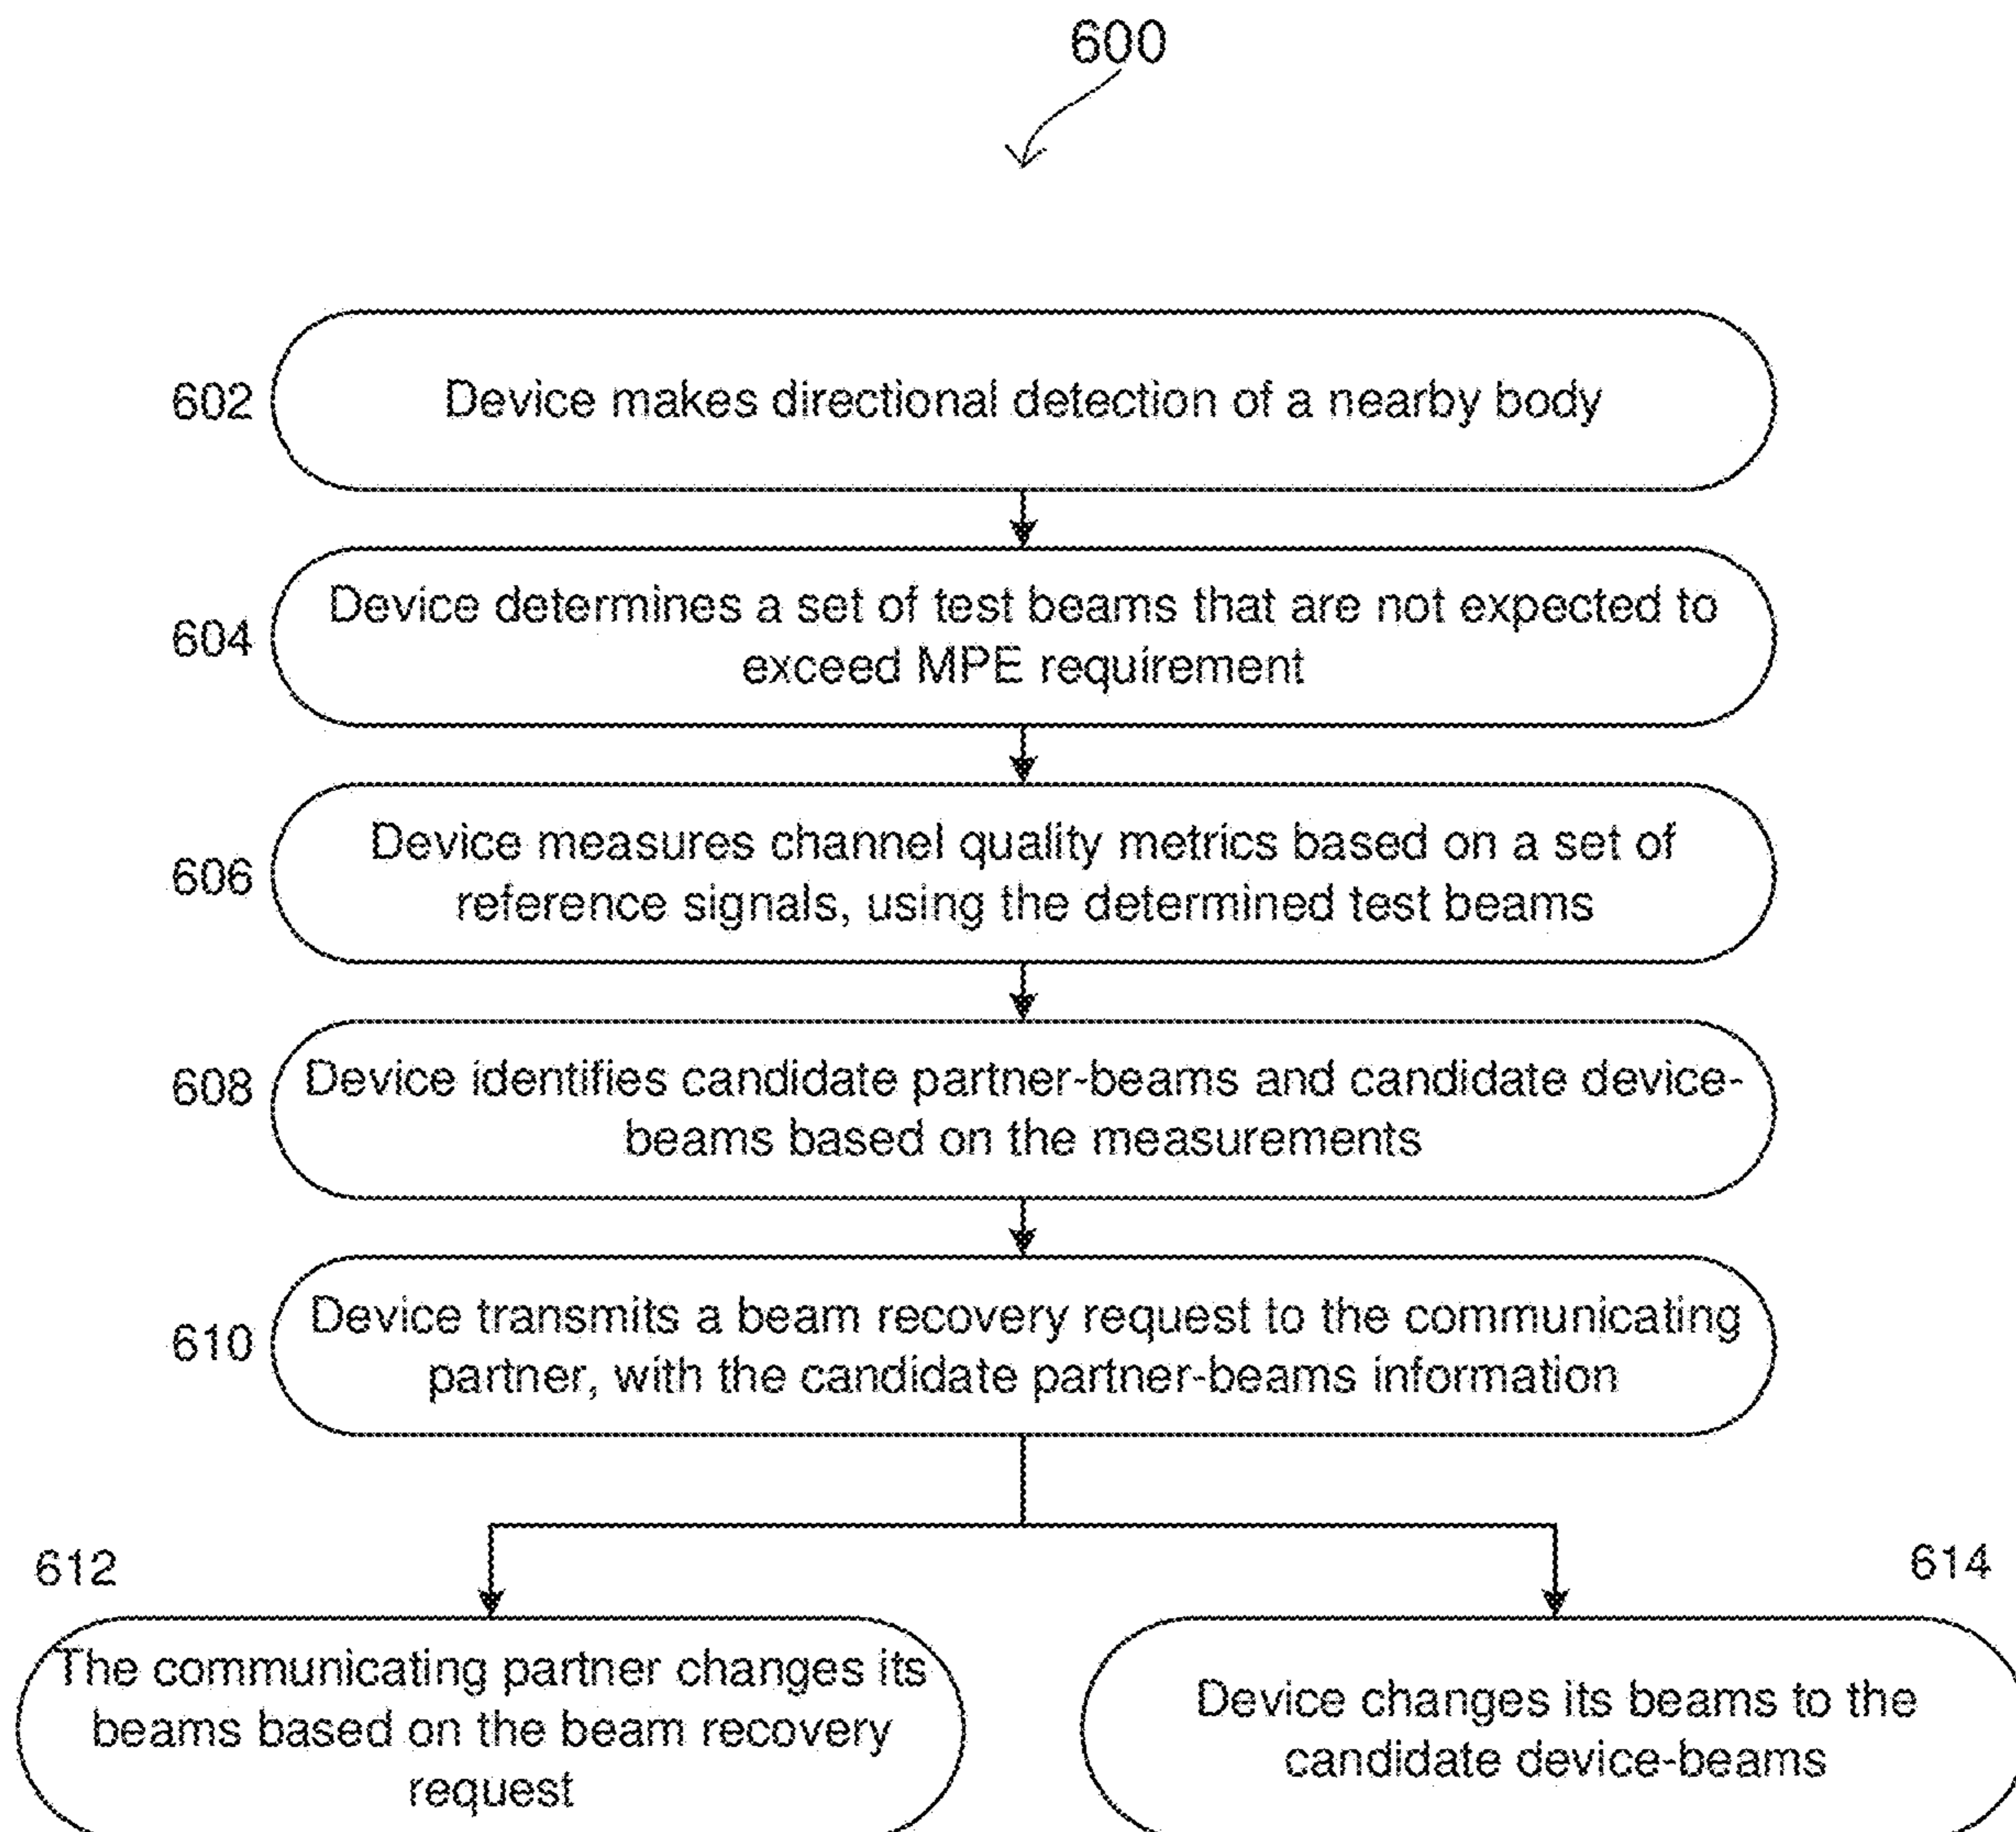 600
602
Device makes directional detection of a nearby body
604
Device determines a set of test beams that are not expected to
exceed MPE requirement
606
Device measures channel quality metrics based on a set of
reference signals, using the determined test beams
608
Device identifies candidate partner-beams and candidate device-
beams based on the measurements
610
Device transmits a beam recovery request to the communicating
partner, with the candidate partner-beams information
612
The communicating partner changes its
beams based on the beam recovery
request
614
Device changes its beams to the
candidate device-beams